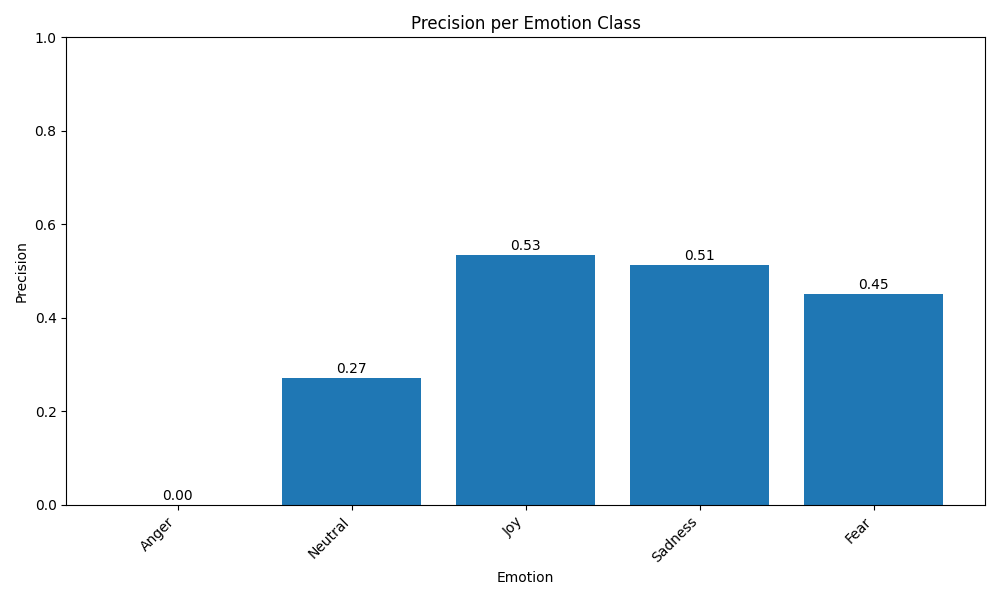 Precision per Emotion Class
Precision
1.0
0.8
0.6
0.4
0.2
0.0
0.00
0.27
0.53
0.51
0.45
Anger
Neutral
Joy
Sadness
Fear
Emotion